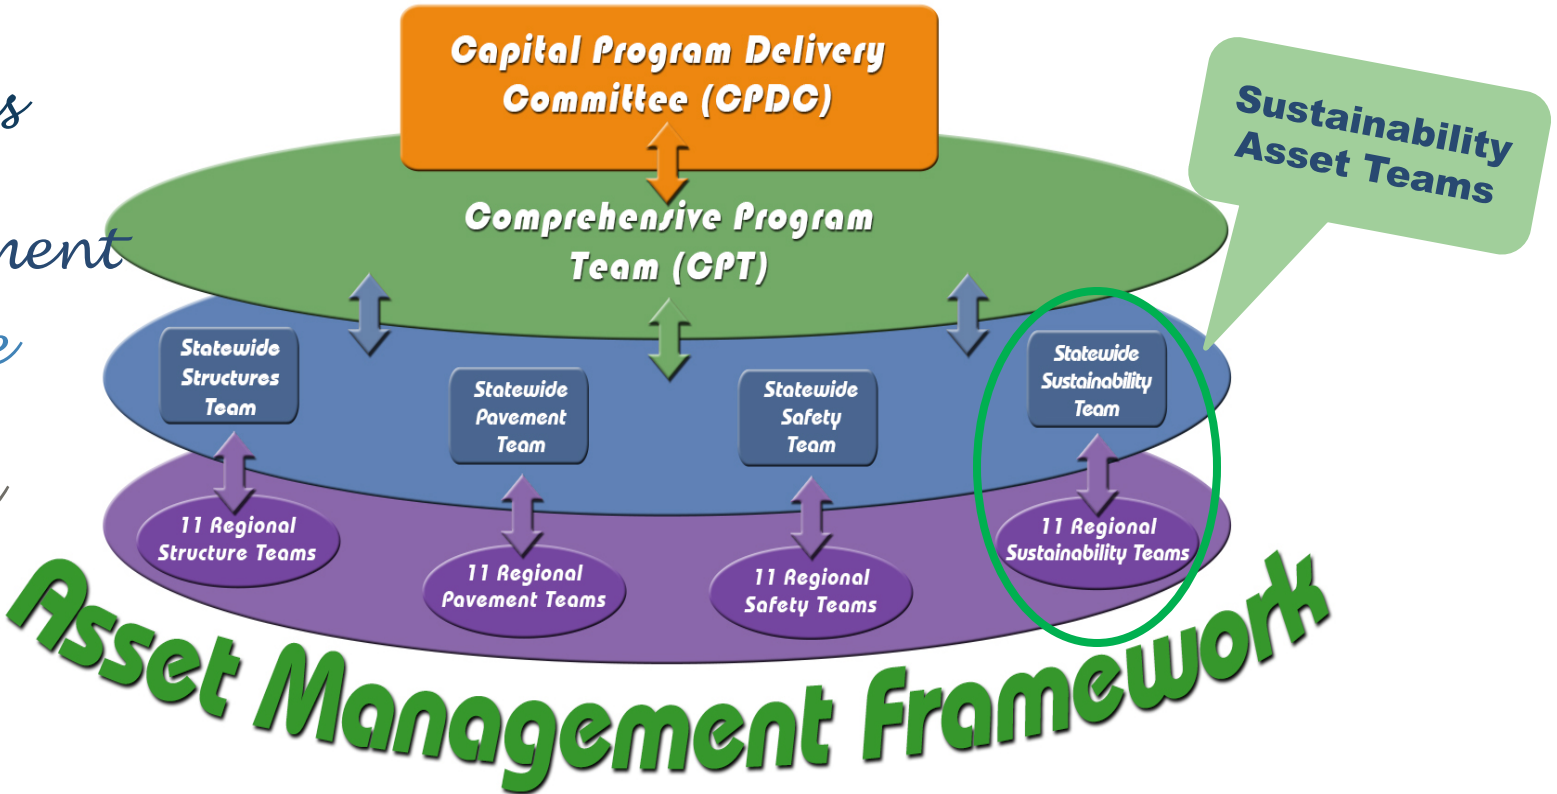 Capital Program Delivery
Committee (CPDC)
Sustainability
Asset Teams
Comprehensive Program
Team (CPT)
Statewide
Structures
Team
Statewide
Pavement
Team
Statewide
Safety
Team
Statewide
Sustainability
Team
11 Regional
Structure Teams
11 Regional
Pavement Teams
11 Regional
Safety Teams
11 Regional
Sustainability Teams
Asset Management Framework